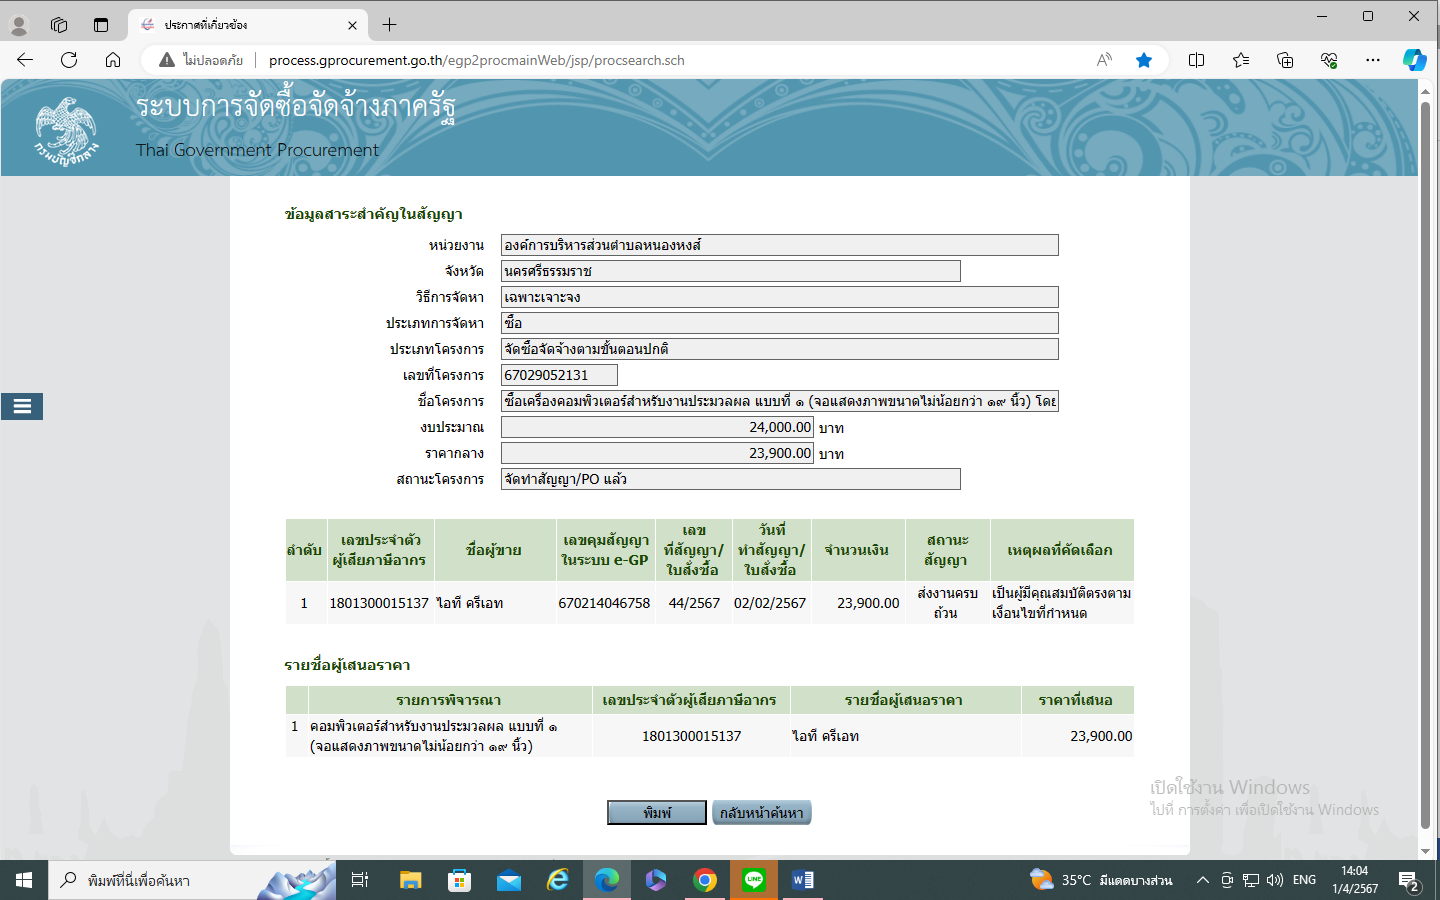 ประกาศที่เกี่ยวข้อง
ไม่ปลอดภัย
process.gprocurement.go.th/egp2procmainWeb/jsp/procsearch.sch
ระบบการจัดซื้อจัดจ้างภาครัฐ
Thai Government Procurement
กรมบัญชีกลาง
ข้อมูลสาระสำคัญในสัญญา
หน่วยงาน องค์การบริหารส่วนตำบลหนองหงส์
จังหวัด นครศรีธรรมราช
วิธีการจัดหา เฉพาะเจาะจง
ประเภทการจัดหา ซื้อ
ประเภทโครงการ จัดซื้อจัดจ้างตามขั้นตอนปกติ
เลขที่โครงการ 67029052131
ชื่อโครงการ ซื้อเครื่องคอมพิวเตอร์สำหรับงานประมวลผล แบบที่ ๑ (จอแสดงภาพขนาดไม่น้อยกว่า ๑๙ นิ้ว) โดย
งบประมาณ 24,000.00 บาท
ราคากลาง 23,900.00 บาท
สถานะโครงการ จัดทำสัญญา/PO แล้ว
ลำดับ เลขประจำตัวผู้เสียภาษีอากร ชื่อผู้ขาย เลขคุมสัญญาในระบบ e-GP เลขที่สัญญา/ใบสั่งซื้อ วันที่ทำสัญญา/ใบสั่งซื้อ จำนวนเงิน สถานะสัญญา เหตุผลที่คัดเลือก
1 1801300015137 ไอที ครีเอท 670214046758 44/2567 02/02/2567 23,900.00 ส่งงานครบถ้วน เป็นผู้มีคุณสมบัติตรงตามเงื่อนไขที่กำหนด
รายชื่อผู้เสนอราคา
รายการพิจารณา เลขประจำตัวผู้เสียภาษีอากร รายชื่อผู้เสนอราคา ราคาที่เสนอ
1 คอมพิวเตอร์สำหรับงานประมวลผล แบบที่ ๑
(จอแสดงภาพขนาดไม่น้อยกว่า ๑๙ นิ้ว) 1801300015137 ไอที ครีเอท 23,900.00
พิมพ์ กลับหน้าค้นหา
เปิดใช้งาน Windows
ไปที่ การตั้งค่า เพื่อเปิดใช้งาน Windows
พิมพ์ที่นี่เพื่อค้นหา
LINE
35°C มีแดดบางส่วน
ENG
14:04
1/4/2567
2